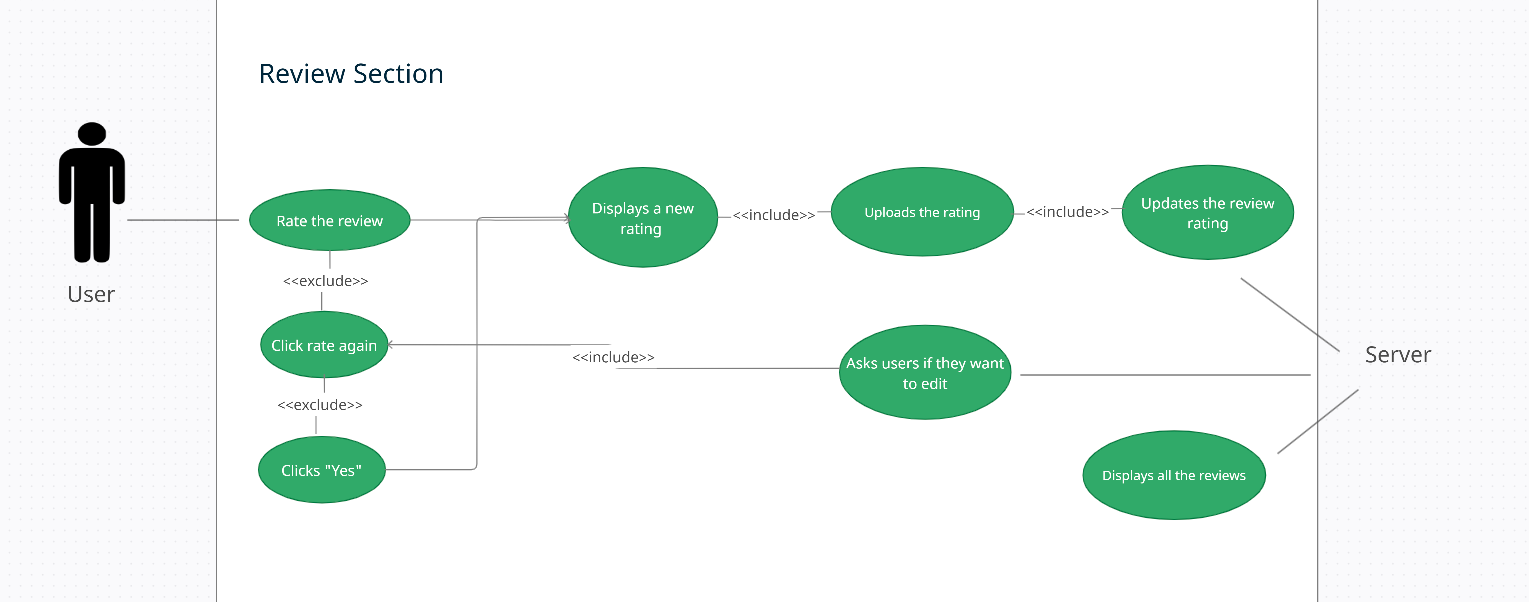 Review Section
User
Rate the review
<<exclude>>
Click rate again
<<exclude>>
Clicks "Yes"
Displays a new
rating
<<include>>
Uploads the rating
<<include>>
Updates the review
rating
<<include>>
Asks users if they want
to edit
Displays all the reviews
Server